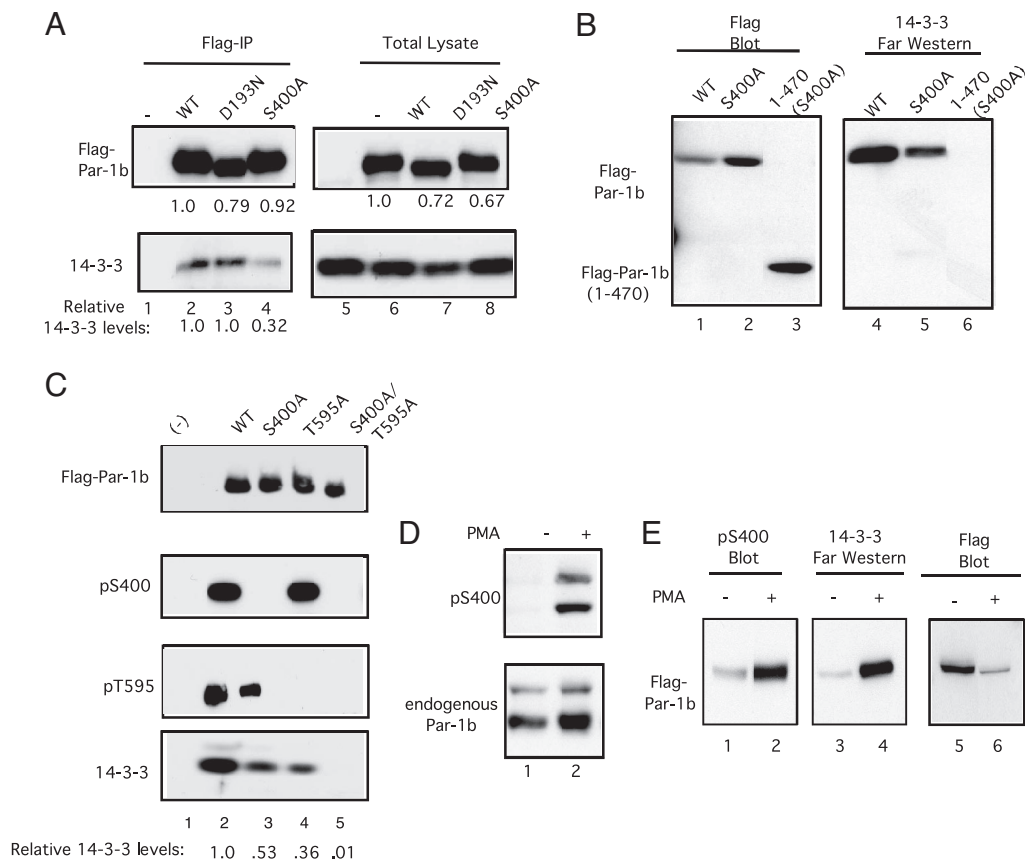 A
Flag-IP
Total Lysate
- WT D193N S400A
- WT D193N S400A
Flag-
Par-1b
1.0 0.79 0.92
1.0 0.72 0.67
14-3-3
Relative 1 2 3 4
5 6 7 8
14-3-3 levels: 1.0 1.0 0.32
B
Flag
Blot
14-3-3
Far Western
WT S400A 1-470
(S400A)
WT S400A 1-470
(S400A)
Flag-
Par-1b
Flag-Par-1b
(1-470)
1 2 3
4 5 6
C
(-) WT S400A T595A S400A/
T595A
Flag-Par-1b
pS400
pT595
14-3-3
1 2 3 4 5
Relative 14-3-3 levels: 1.0 .53 .36 .01
D
PMA - +
pS400
endogenous
Par-1b
1 2
E
pS400
Blot
14-3-3
Far Western
Flag
Blot
PMA - + - + - +
Flag-
Par-1b
1 2 3 4 5 6